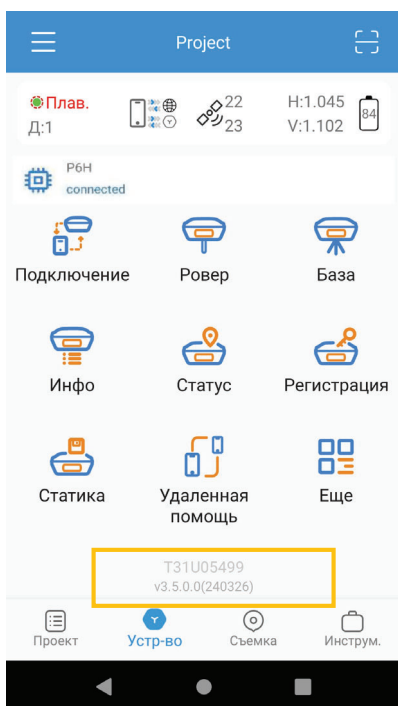 Project
Плав.
22
H:1.045
84
Д:1
23
V:1.102
P6H
connected
Подключение
Ровер
База
Инфо
Статус
Регистрация
Статика
Удаленная
помощь
Еще
T31U05499
v3.5.0.0(240326)
Проект
Устр-во
Съемка
Инструм.